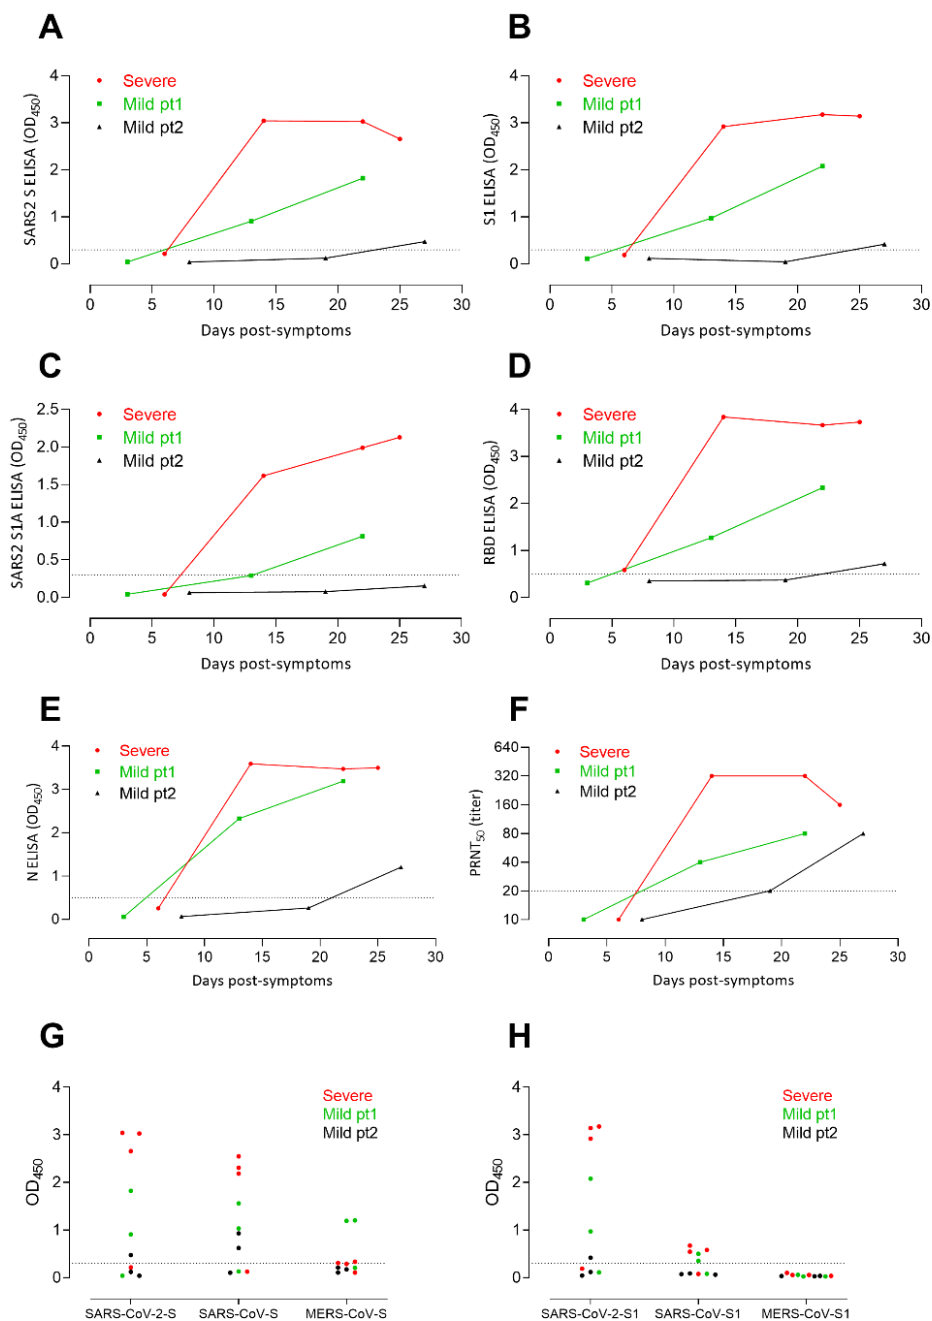 A
SARS2 S ELISA (OD450)
Severe
Mild pt1
Mild pt2
4
3
2
1
0
0 5 10 15 20 25 30
Days post-symptoms
B
S1 ELISA (OD450)
Severe
Mild pt1
Mild pt2
4
3
2
1
0
0 5 10 15 20 25 30
Days post-symptoms
C
SARS2 S1A ELISA (OD450)
Severe
Mild pt1
Mild pt2
2.5
2.0
1.5
1.0
0.5
0.0
0 5 10 15 20 25 30
Days post-symptoms
D
RBD ELISA (OD450)
Severe
Mild pt1
Mild pt2
4
3
2
1
0
0 5 10 15 20 25 30
Days post-symptoms
E
N ELISA (OD450)
Severe
Mild pt1
Mild pt2
4
3
2
1
0
0 5 10 15 20 25 30
Days post-symptoms
F
PRNT50 (titer)
Severe
Mild pt1
Mild pt2
640
320
160
80
40
20
10
0 5 10 15 20 25 30
Days post-symptoms
G
OD450
Severe
Mild pt1
Mild pt2
4
3
2
1
0
SARS-CoV-2-S SARS-CoV-S MERS-CoV-S
H
OD450
Severe
Mild pt1
Mild pt2
4
3
2
1
0
SARS-CoV-2-S1 SARS-CoV-S1 MERS-CoV-S1